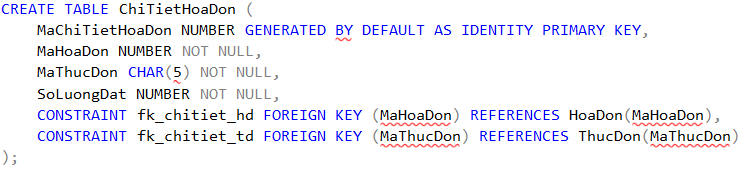 CREATE TABLE ChiTietHoaDon (
    MaChiTietHoaDon NUMBER GENERATED BY DEFAULT AS IDENTITY PRIMARY KEY,
    MaHoaDon NUMBER NOT NULL,
    MaThucDon CHAR(5) NOT NULL,
    SoLuongDat NUMBER NOT NULL,
    CONSTRAINT fk_chitiet_hd FOREIGN KEY (MaHoaDon) REFERENCES HoaDon(MaHoaDon),
    CONSTRAINT fk_chitiet_td FOREIGN KEY (MaThucDon) REFERENCES ThucDon(MaThucDon)
);